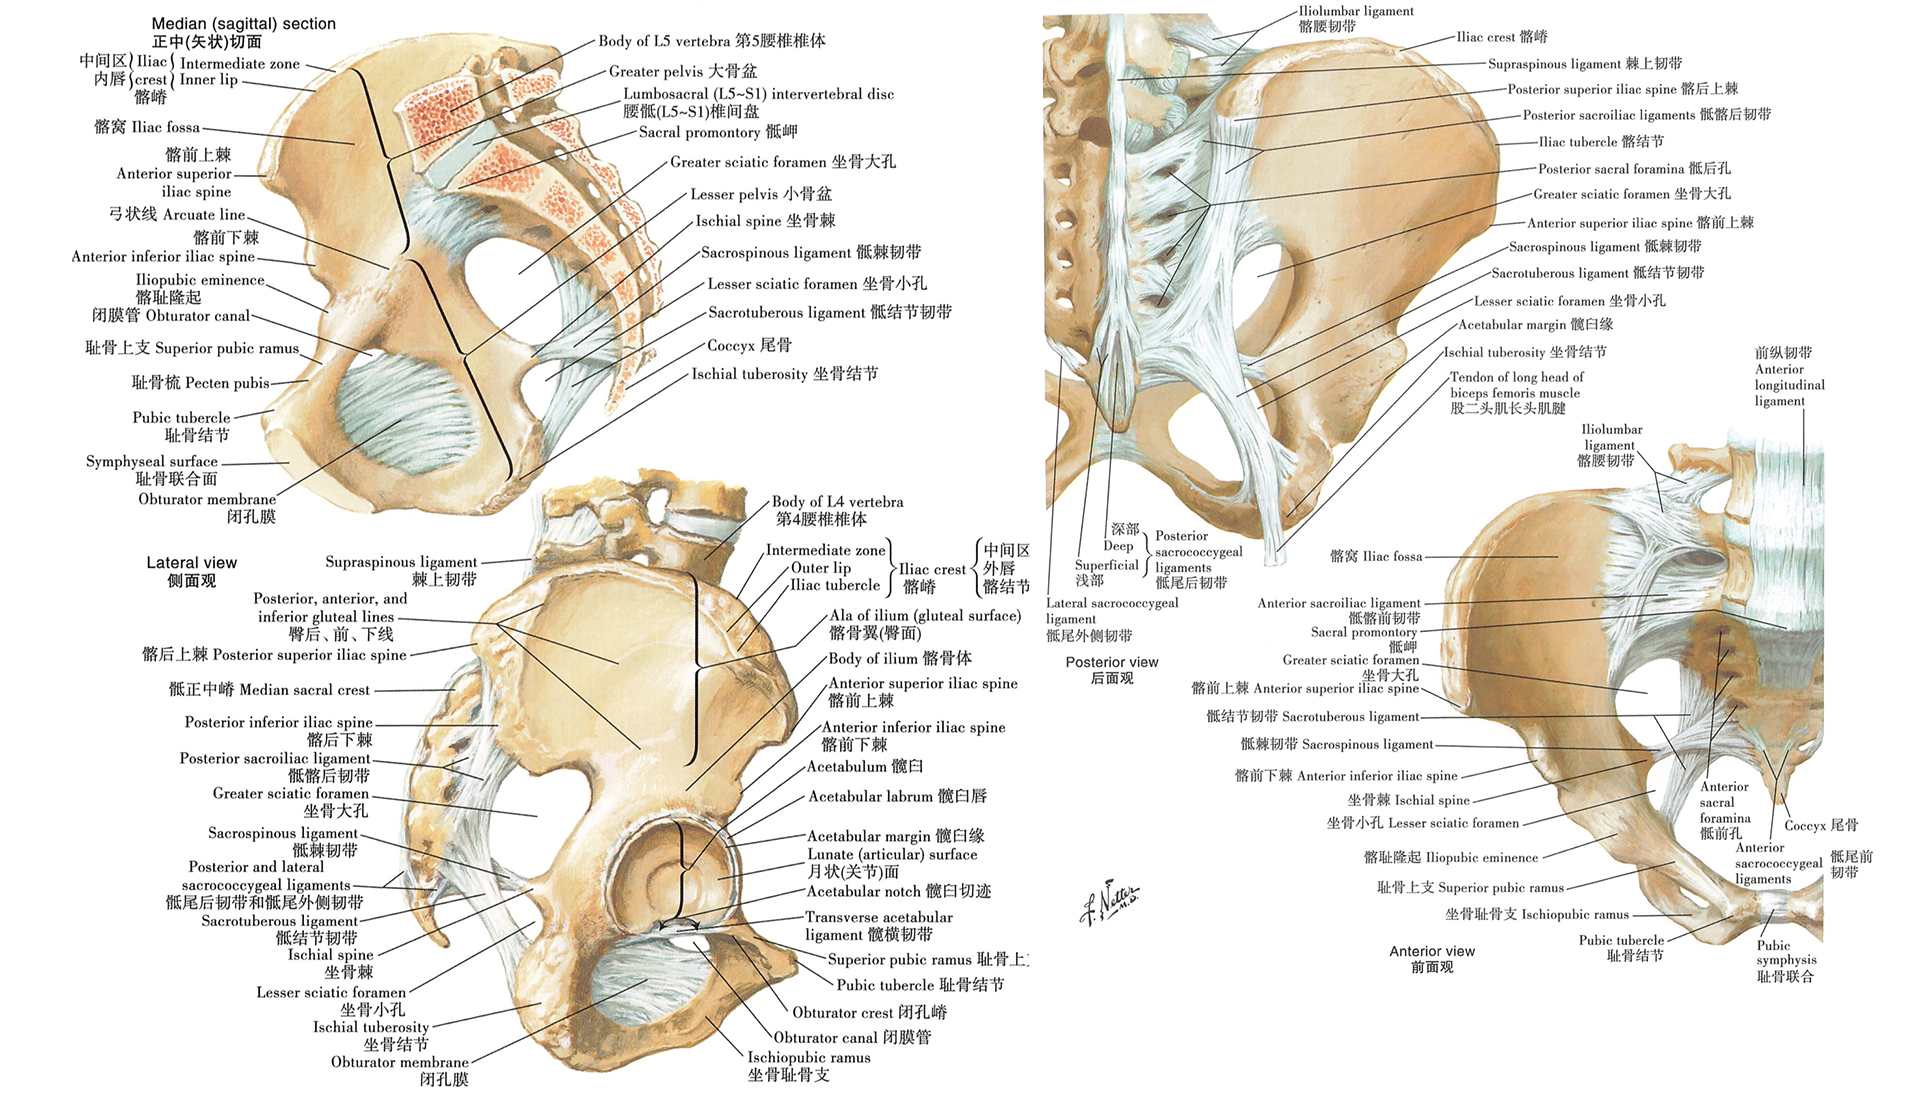 Median (sagittal) section
正中(矢状)切面
中间区 Iliac Intermediate zone
内唇 crest Inner lip
髂嵴
髂窝 Iliac fossa
髂前上棘
Anterior superior
iliac spine
弓状线 Arcuate line
髂前下棘
Anterior inferior iliac spine
Iliopubic eminence
髂耻隆起
闭膜管 Obturator canal
耻骨上支 Superior pubic ramus
耻骨梳 Pecten pubis
Pubic tubercle
耻骨结节
Symphyseal surface
耻骨联合面
Obturator membrane
闭孔膜
Body of L5 vertebra 第5腰椎椎体
Greater pelvis 大骨盆
Lumbosacral (L5~S1) intervertebral disc
腰骶(L5~S1)椎间盘
Sacral promontory 骶岬
Greater sciatic foramen 坐骨大孔
Lesser pelvis 小骨盆
Ischial spine 坐骨棘
Sacrospinous ligament 骶棘韧带
Lesser sciatic foramen 坐骨小孔
Sacrotuberous ligament 骶结节韧带
Coccyx 尾骨
Ischial tuberosity 坐骨结节
Lateral view
侧面观
Supraspinous ligament
棘上韧带
Posterior, anterior, and
inferior gluteal lines
臀后、前、下线
髂后上棘 Posterior superior iliac spine
骶正中嵴 Median sacral crest
Posterior inferior iliac spine
髂后下棘
Posterior sacroiliac ligament
骶髂后韧带
Greater sciatic foramen
坐骨大孔
Sacrospinous ligament
骶棘韧带
Posterior and lateral
sacrococcygeal ligaments
骶尾后韧带和骶尾外侧韧带
Sacrotuberous ligament
骶结节韧带
Ischial spine
坐骨棘
Lesser sciatic foramen
坐骨小孔
Ischial tuberosity
坐骨结节
Obturator membrane
闭孔膜
Body of L4 vertebra
第4腰椎椎体
Intermediate zone 中间区
Outer lip Iliac crest 外唇
Iliac tubercle 髂嵴 髂结节
Ala of ilium (gluteal surface)
髂骨翼(臀面)
Body of ilium 髂骨体
Anterior superior iliac spine
髂前上棘
Anterior inferior iliac spine
髂前下棘
Acetabulum 髋臼
Acetabular labrum 髋臼唇
Acetabular margin 髋臼缘
Lunate (articular) surface
月状(关节)面
Acetabular notch 髋臼切迹
Transverse acetabular
ligament 髋横韧带
Superior pubic ramus 耻骨上
Pubic tubercle 耻骨结节
Obturator crest 闭孔嵴
Obturator canal 闭膜管
Ischiopubic ramus
坐骨耻骨支
Iliolumbar ligament
髂腰韧带
Iliac crest 髂嵴
Supraspinous ligament 棘上韧带
Posterior superior iliac spine 髂后上棘
Posterior sacroiliac ligaments 骶髂后韧带
Iliac tubercle 髂结节
Posterior sacral foramina 骶后孔
Greater sciatic foramen 坐骨大孔
Anterior superior iliac spine 髂前上棘
Sacrospinous ligament 骶棘韧带
Sacrotuberous ligament 骶结节韧带
Lesser sciatic foramen 坐骨小孔
Acetabular margin 髋臼缘
Ischial tuberosity 坐骨结节
Tendon of long head of
biceps femoris muscle
股二头肌长头肌腱
深部
Deep
Superficial
浅部
Posterior
sacrococcygeal
ligaments
骶尾后韧带
Lateral sacrococcygeal
ligament
骶尾外侧韧带
Posterior view
后面观
前纵韧带
Anterior
longitudinal
ligament
Iliolumbar
ligament
髂腰韧带
髂窝 Iliac fossa
Anterior sacroiliac ligament
骶髂前韧带
Sacral promontory
骶岬
Greater sciatic foramen
坐骨大孔
髂前上棘 Anterior superior iliac spine
骶结节韧带 Sacrotuberous ligament
骶棘韧带 Sacrospinous ligament
髂前下棘 Anterior inferior iliac spine
坐骨棘 Ischial spine
坐骨小孔 Lesser sciatic foramen
髂耻隆起 Iliopubic eminence
耻骨上支 Superior pubic ramus
坐骨耻骨支 Ischiopubic ramus
Pubic tubercle
耻骨结节
Anterior
sacral
foramina
骶前孔
Coccyx 尾骨
Anterior
sacrococcygeal
ligaments
骶尾前
韧带
Pubic
symphysis
耻骨联合
Anterior view
前面观
F. Netter
M.D.